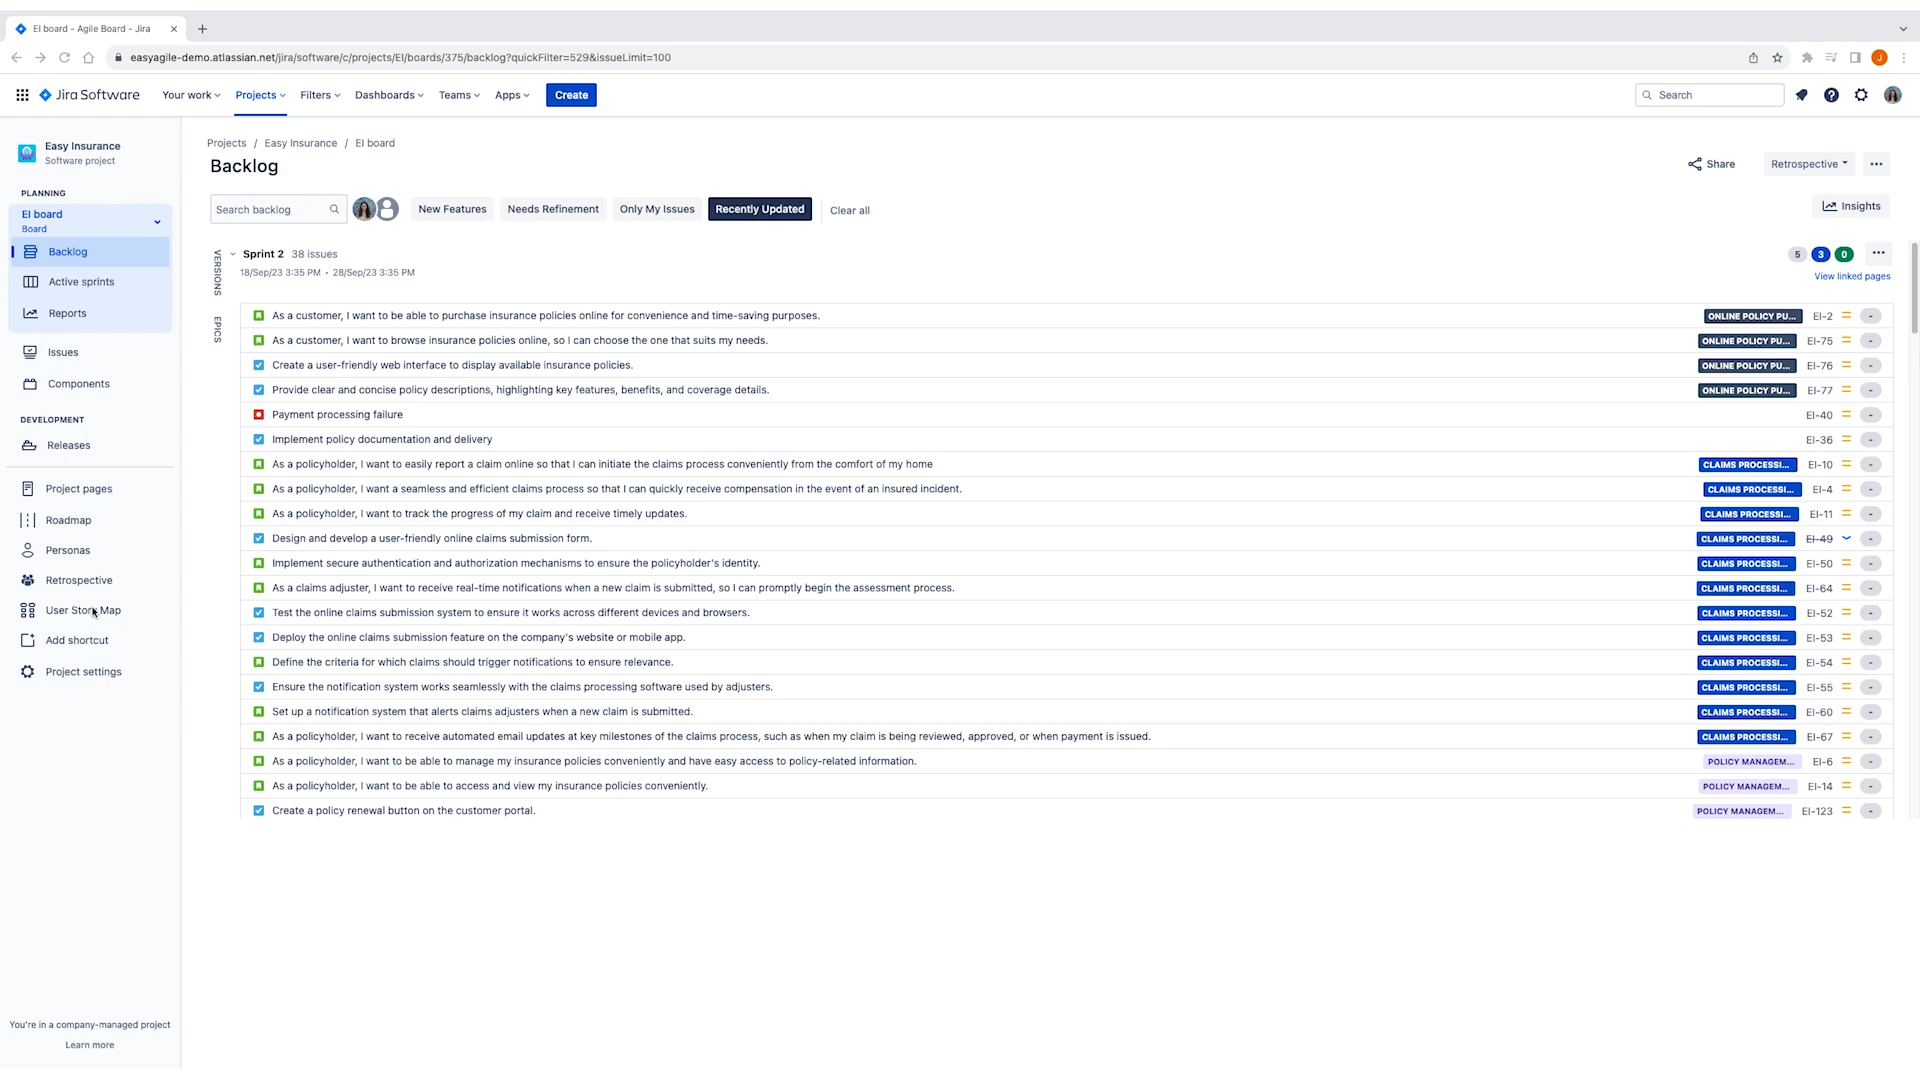 EI board - Agile Board - Jira
easyagile-demo.atlassian.net/jira/software/c/projects/EI/boards/375/backlog?quickFilter=529&issueLimit=100
J
Jira Software
Your work
Projects
Filters
Dashboards
Teams
Apps
Create
Search
Easy Insurance
Software project
PLANNING
EI board
Board
Backlog
Active sprints
Reports
Issues
Components
DEVELOPMENT
Releases
Project pages
Roadmap
Personas
Retrospective
User Story Map
Add shortcut
Project settings
You're in a company-managed project
Learn more
Projects / Easy Insurance / EI board
Backlog
Share
Retrospective
Search backlog
New Features
Needs Refinement
Only My Issues
Recently Updated
Clear all
Insights
VERSIONS
EPICS
Sprint 2 38 issues
5 3 0
18/Sep/23 3:35 PM • 28/Sep/23 3:35 PM
View linked pages
As a customer, I want to be able to purchase insurance policies online for convenience and time-saving purposes. ONLINE POLICY PU... EI-2 -
As a customer, I want to browse insurance policies online, so I can choose the one that suits my needs. ONLINE POLICY PU... EI-75 -
Create a user-friendly web interface to display available insurance policies. ONLINE POLICY PU... EI-76 -
Provide clear and concise policy descriptions, highlighting key features, benefits, and coverage details. ONLINE POLICY PU... EI-77 -
Payment processing failure EI-40 -
Implement policy documentation and delivery EI-36 -
As a policyholder, I want to easily report a claim online so that I can initiate the claims process conveniently from the comfort of my home CLAIMS PROCESSI... EI-10 -
As a policyholder, I want a seamless and efficient claims process so that I can quickly receive compensation in the event of an insured incident. CLAIMS PROCESSI... EI-4 -
As a policyholder, I want to track the progress of my claim and receive timely updates. CLAIMS PROCESSI... EI-11 -
Design and develop a user-friendly online claims submission form. CLAIMS PROCESSI... EI-49 -
Implement secure authentication and authorization mechanisms to ensure the policyholder's identity. CLAIMS PROCESSI... EI-50 -
As a claims adjuster, I want to receive real-time notifications when a new claim is submitted, so I can promptly begin the assessment process. CLAIMS PROCESSI... EI-64 -
Test the online claims submission system to ensure it works across different devices and browsers. CLAIMS PROCESSI... EI-52 -
Deploy the online claims submission feature on the company's website or mobile app. CLAIMS PROCESSI... EI-53 -
Define the criteria for which claims should trigger notifications to ensure relevance. CLAIMS PROCESSI... EI-54 -
Ensure the notification system works seamlessly with the claims processing software used by adjusters. CLAIMS PROCESSI... EI-55 -
Set up a notification system that alerts claims adjusters when a new claim is submitted. CLAIMS PROCESSI... EI-60 -
As a policyholder, I want to receive automated email updates at key milestones of the claims process, such as when my claim is being reviewed, approved, or when payment is issued. CLAIMS PROCESSI... EI-67 -
As a policyholder, I want to be able to manage my insurance policies conveniently and have easy access to policy-related information. POLICY MANAGEM... EI-6 -
As a policyholder, I want to be able to access and view my insurance policies conveniently. POLICY MANAGEM... EI-14 -
Create a policy renewal button on the customer portal. POLICY MANAGEM... EI-123 -